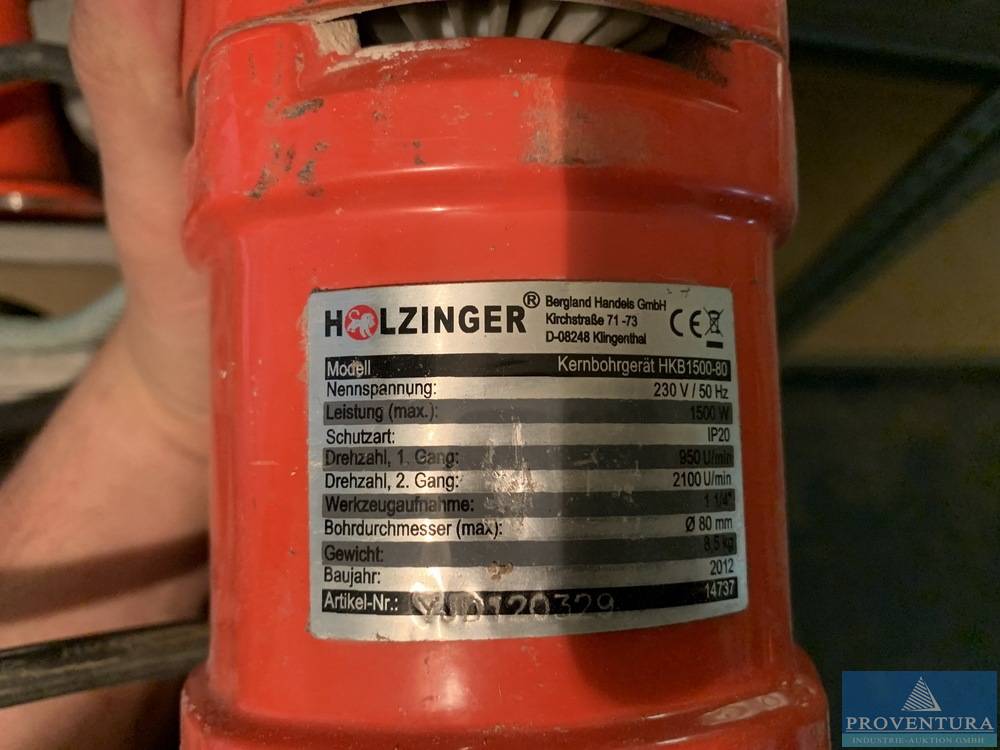 HOLZINGER®
Bergland Handels GmbH
Kirchstraße 71 -73
D-08248 Klingenthal
CE
Modell Kernbohrgerät HKB1500-80
Nennspannung: 230 V / 50 Hz
Leistung (max.): 1500 W
Schutzart: IP20
Drehzahl, 1. Gang: 950 U/min
Drehzahl, 2. Gang: 2100 U/min
Werkzeugaufnahme: 1 1/4"
Bohrdurchmesser (max): Ø 80 mm
Gewicht: 8,5 kg
Baujahr: 2012
Artikel-Nr.: 14737
YJD120329
PROVENTURA
INDUSTRIE-AUKTION GMBH